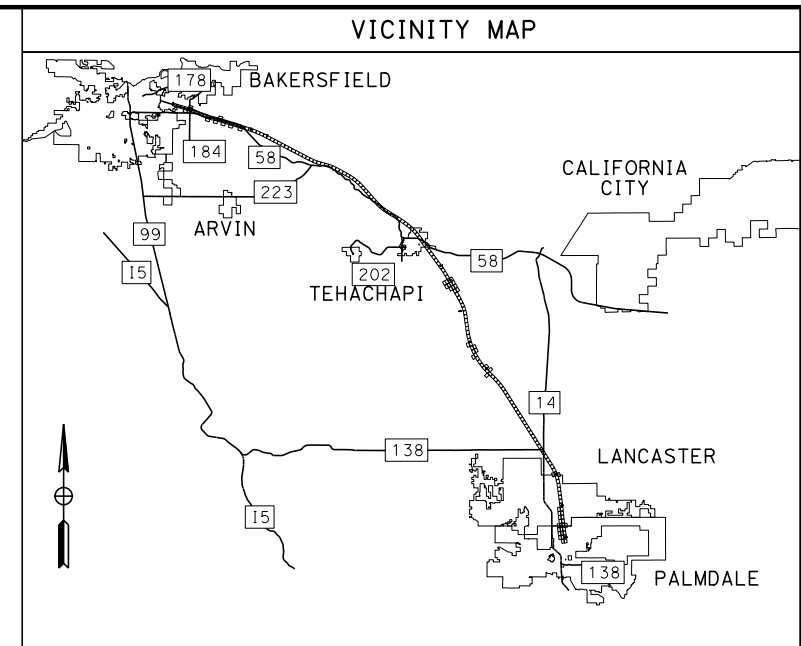 VICINITY MAP
178
BAKERSFIELD
184
58
CALIFORNIA
CITY
223
ARVIN
99
58
I5
202
TEHACHAPI
14
138
LANCASTER
I5
138
PALMDALE